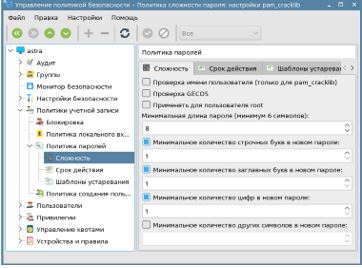 Управление политикой безопасности – Политика сложности пароля: настройки pam_cracklib
Файл Правка Настройки Помощь
Все
astra
Аудит
Группы
Монитор безопасности
Настройки безопасности
Политики учетной записи
Блокировка
Политика локального вх...
Политика паролей
Сложность
Срок действия
Шаблоны устаревания
Политика создания поль...
Пользователи
Привилегии
Управление квотами
Устройства и правила
Политика паролей
Сложность Срок действия Шаблоны устарева
Проверка имени пользователя (только для pam_cracklib)
Проверка GECOS
Применять для пользователя root
Минимальная длина пароля (минимум 6 символов):
8
Минимальное количество строчных букв в новом пароле:
1
Минимальное количество заглавных букв в новом пароле:
1
Минимальное количество цифр в новом пароле:
1
Минимальное количество других символов в новом пароле: